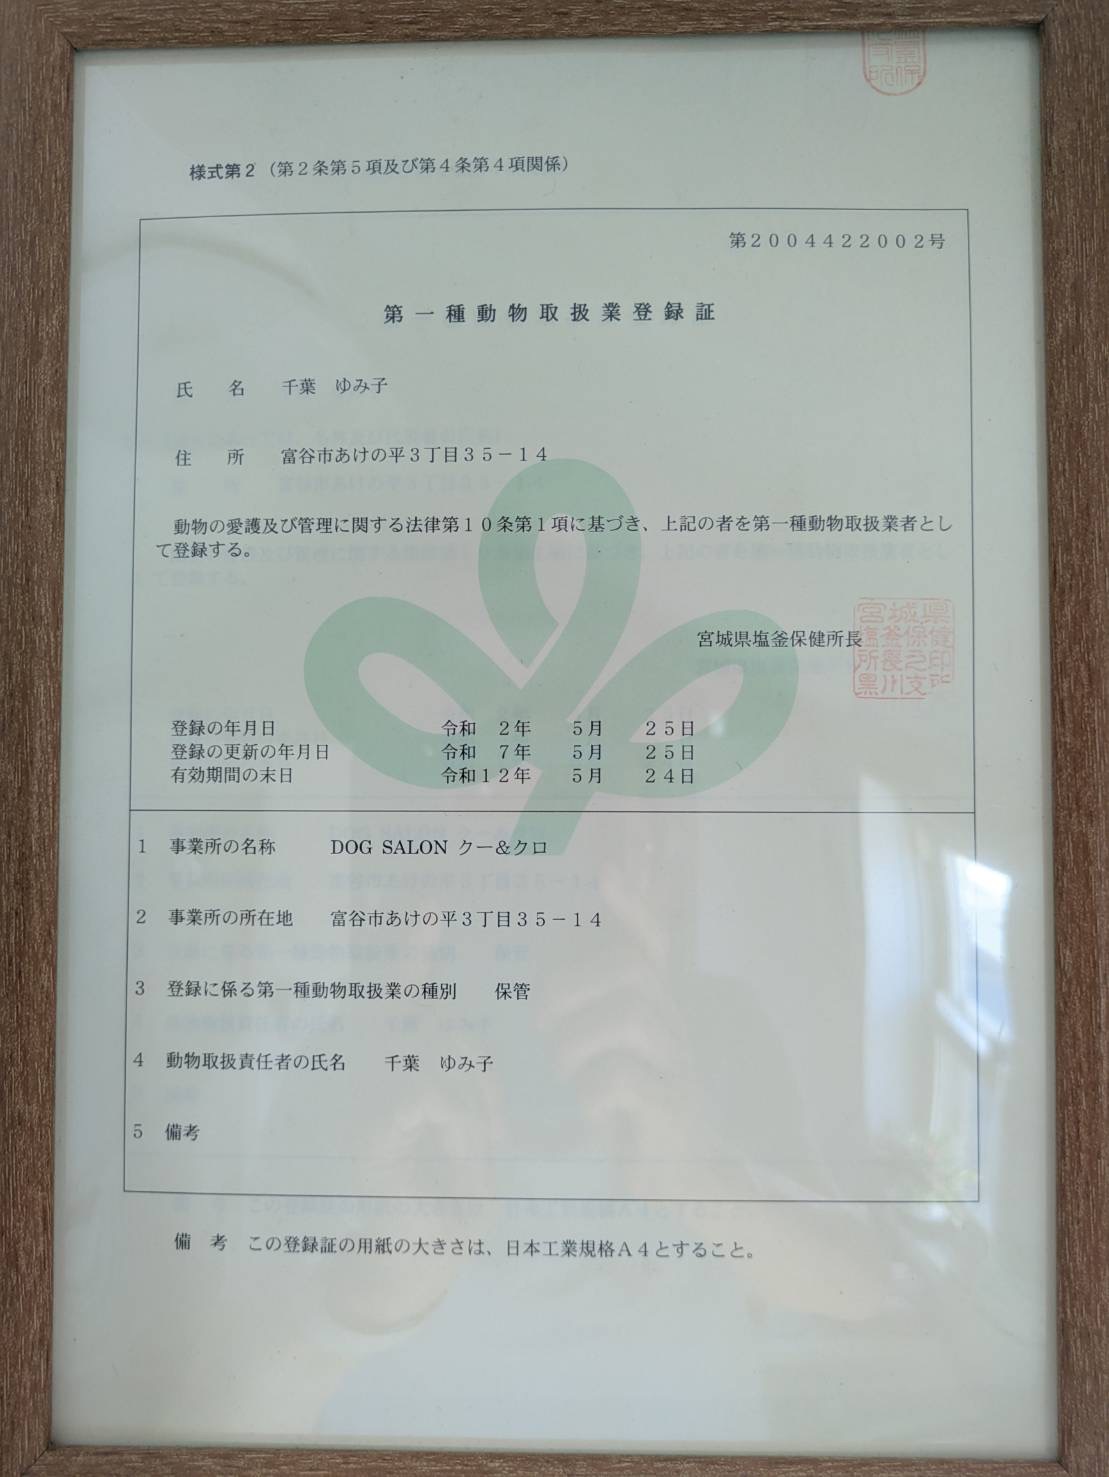 様式第２（第２条第５項及び第４条第４項関係）
第２００４４２２００２号
第一種動物取扱業登録証
氏　名　　千葉　ゆみ子
住　所　　富谷市あけの平３丁目３５－１４
動物の愛護及び管理に関する法律第１０条第１項に基づき、上記の者を第一種動物取扱業者とし
て登録する。
宮城県塩釜保健所長
登録の年月日　　令和　２年　５月　２５日
登録の更新の年月日　　令和　７年　５月　２５日
有効期間の末日　　令和１２年　５月　２４日
1　事業所の名称　　DOG SALON クー&クロ
2　事業所の所在地　　富谷市あけの平３丁目３５－１４
3　登録に係る第一種動物取扱業の種別　　保管
4　動物取扱責任者の氏名　　千葉　ゆみ子
5　備考
備　考　この登録証の用紙の大きさは、日本工業規格Ａ４とすること。